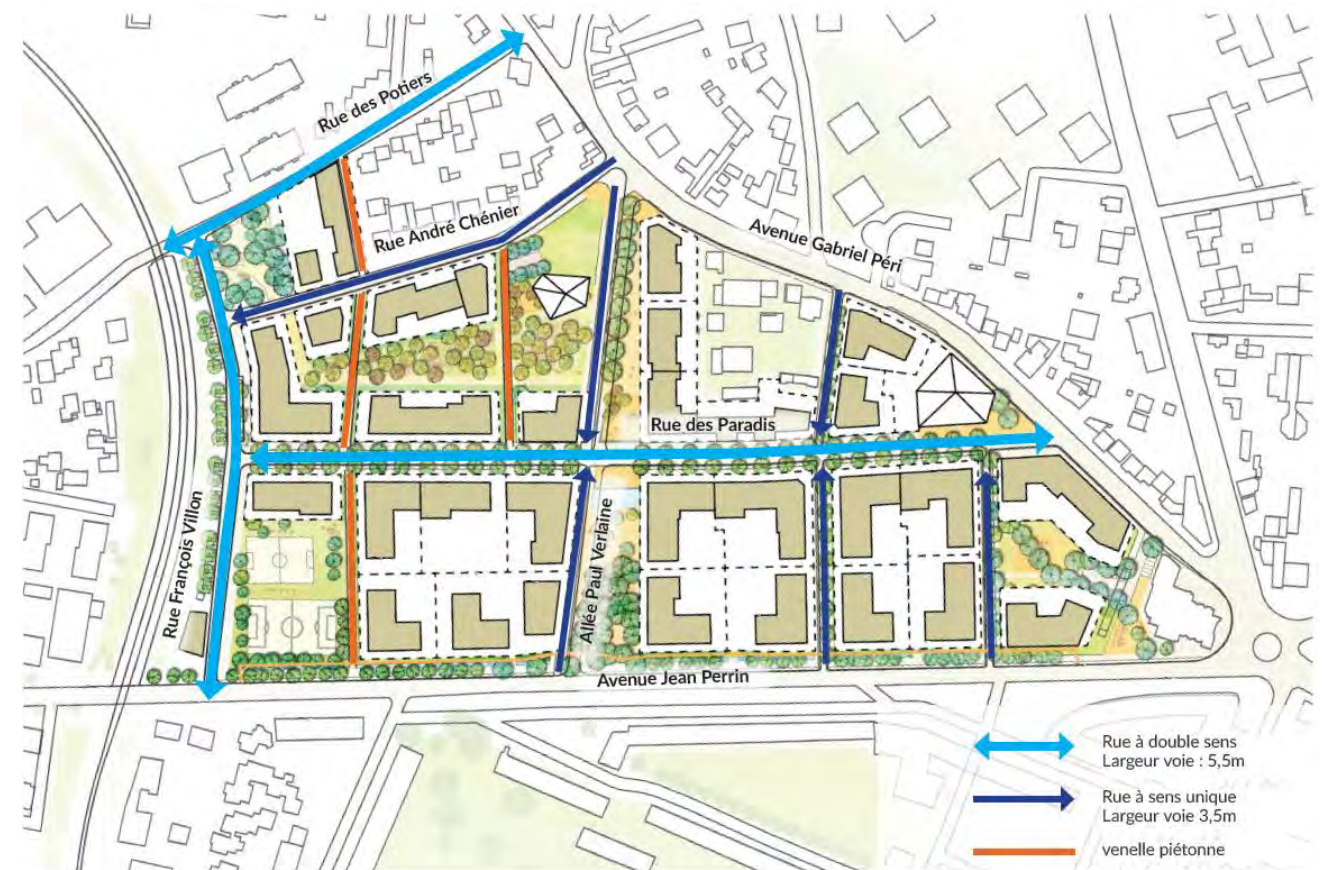 Rue des Potiers
Rue André Chénier
Avenue Gabriel Péri
Rue des Paradis
Rue François Villon
Allée Paul Verlaine
Avenue Jean Perrin
Rue à double sens
Largeur voie : 5,5m
Rue à sens unique
Largeur voie 3,5m
venelle piétonne